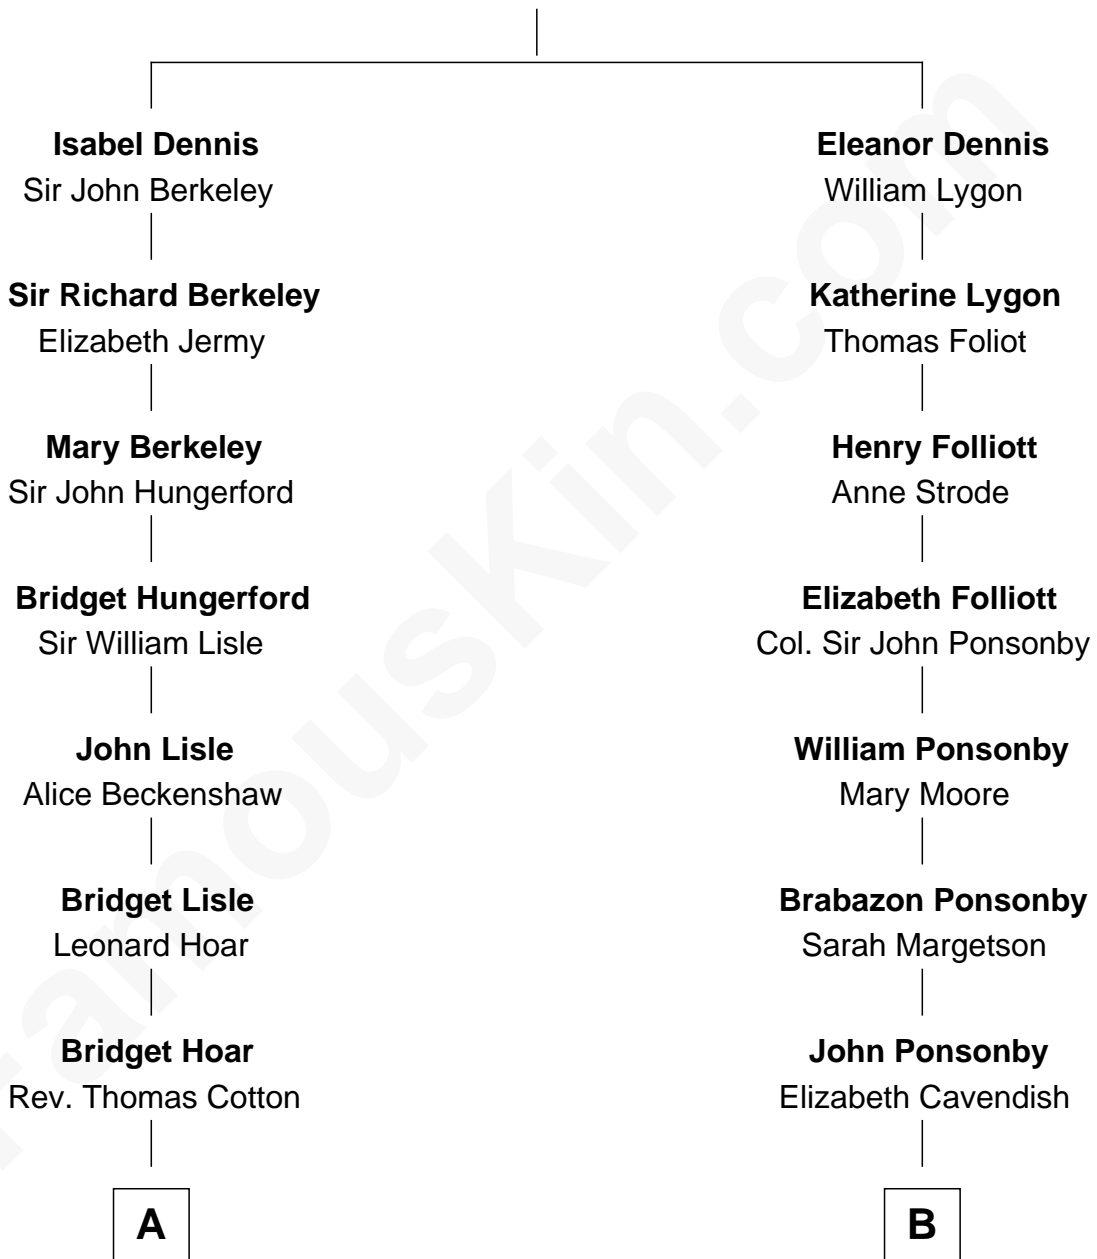 Isabel Dennis
Sir John Berkeley
Sir Richard Berkeley
Elizabeth Jermy
Mary Berkeley
Sir John Hungerford
Bridget Hungerford
Sir William Lisle
John Lisle
Alice Beckenshaw
Bridget Lisle
Leonard Hoar
Bridget Hoar
Rev. Thomas Cotton
A
Eleanor Dennis
William Lygon
Katherine Lygon
Thomas Foliot
Henry Folliott
Anne Strode
Elizabeth Folliott
Col. Sir John Ponsonby
William Ponsonby
Mary Moore
Brabazon Ponsonby
Sarah Margetson
John Ponsonby
Elizabeth Cavendish
B
FamousKin.com